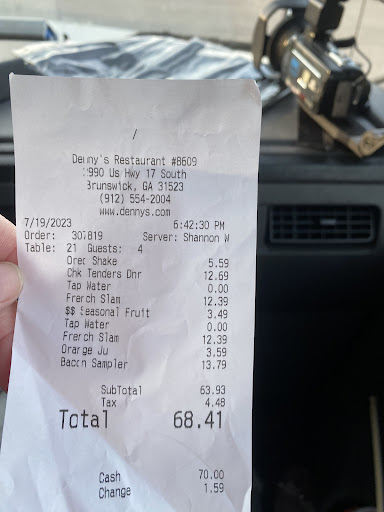 Denny's Restaurant #8609
2990 Us Hwy 17 South
Brunswick, GA 31523
(912) 554-2004
www.dennys.com
7/19/2023 6:42:30 PM
Order: 307819 Server: Shannon W
Table: 21 Guests: 4
Oreo Shake 5.59
Chk Tenders Dnr 12.69
Tap Water 0.00
French Slam 12.39
$$ Seasonal Fruit 3.49
Tap Water 0.00
French Slam 12.39
Orange Ju 3.59
Bacon Sampler 13.79
SubTotal 63.93
Tax 4.48
Total 68.41
Cash 70.00
Change 1.59